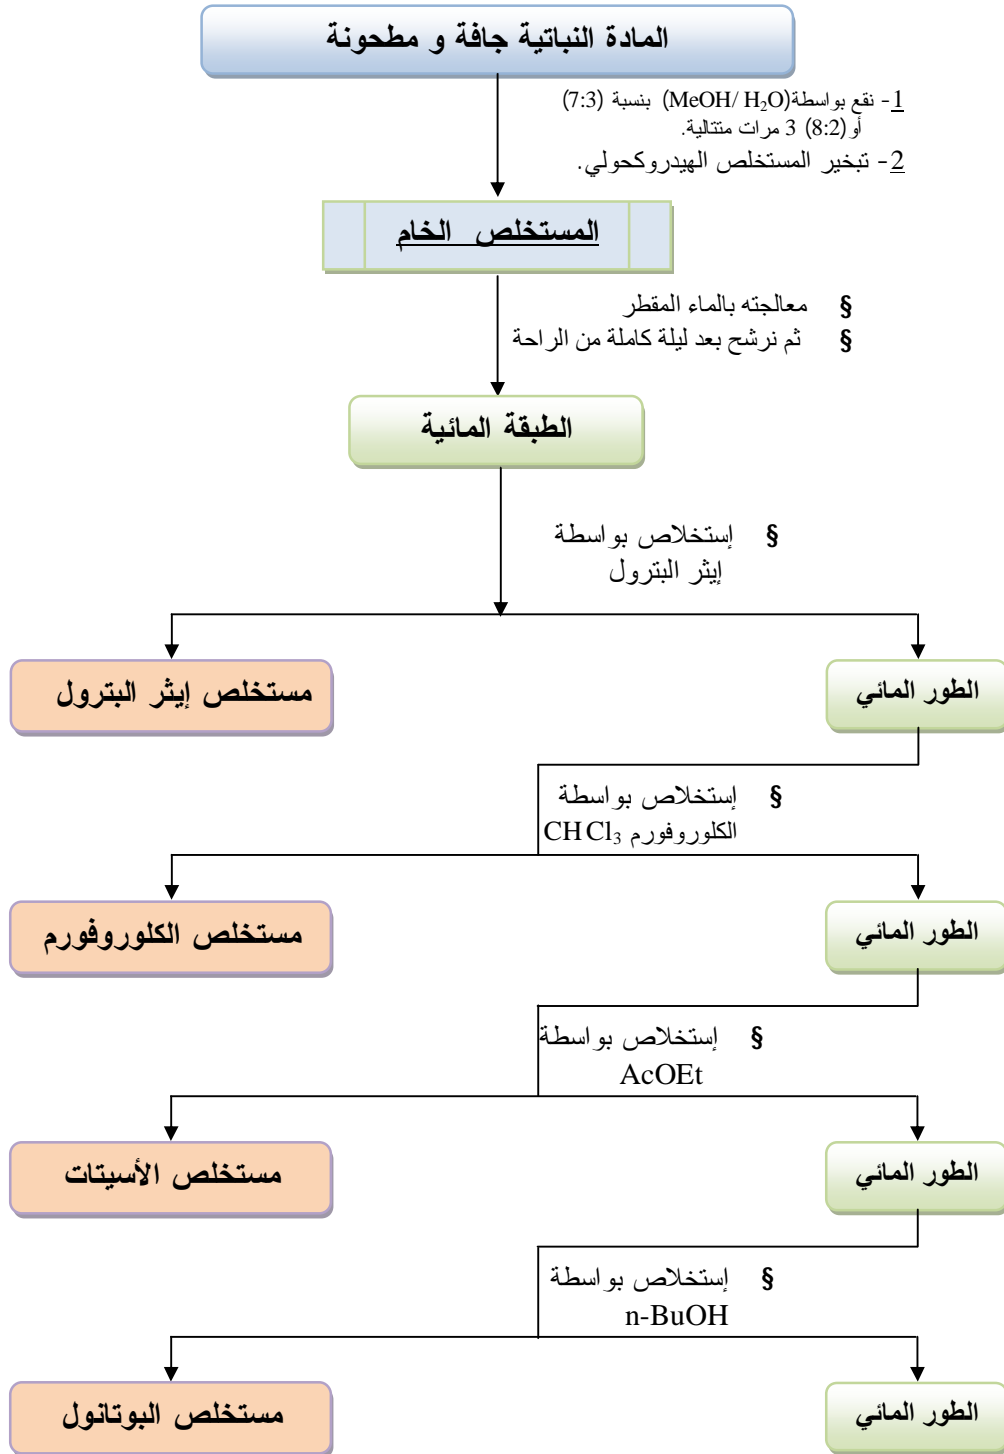 المادة النباتية جافة و مطحونة
1- نقع بواسطة(MeOH/ H₂O) بنسبة (7:3)
أو (8:2) 3 مرات متتالية.
2- تبخير المستخلص الهيدروكحولي.
المستخلص الخام
§ معالجته بالماء المقطر
§ ثم نرشح بعد ليلة كاملة من الراحة
الطبقة المائية
§ إستخلاص بواسطة
إيثر البترول
الطور المائي
مستخلص إيثر البترول
§ إستخلاص بواسطة
الكلوروفورم CHCl₃
الطور المائي
مستخلص الكلوروفورم
§ إستخلاص بواسطة
AcOEt
الطور المائي
مستخلص الأسيتات
§ إستخلاص بواسطة
n-BuOH
الطور المائي
مستخلص البوتانول